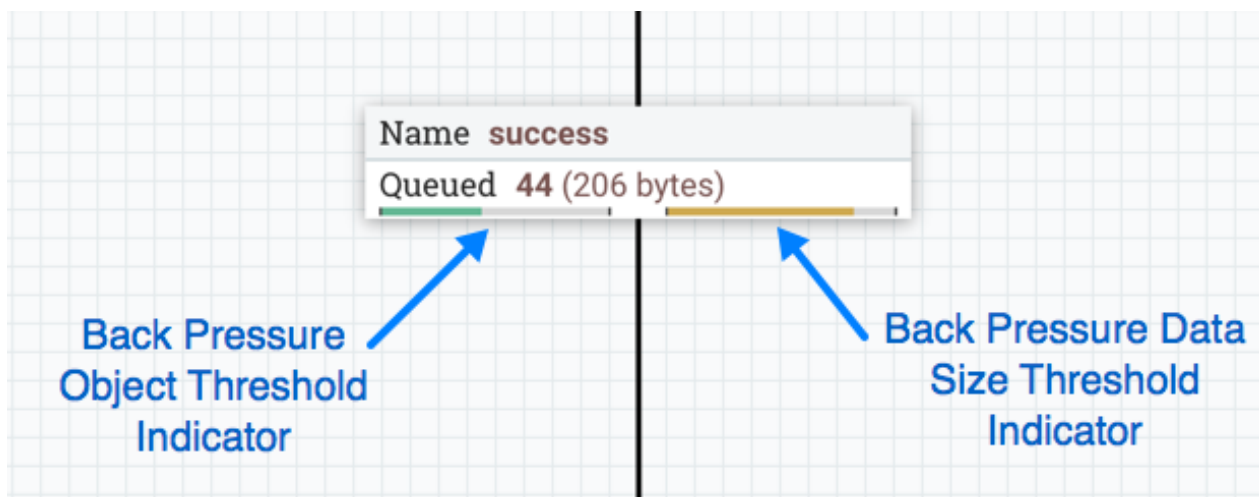 Name success
Queued 44 (206 bytes)
Back Pressure
Object Threshold
Indicator
Back Pressure Data
Size Threshold
Indicator